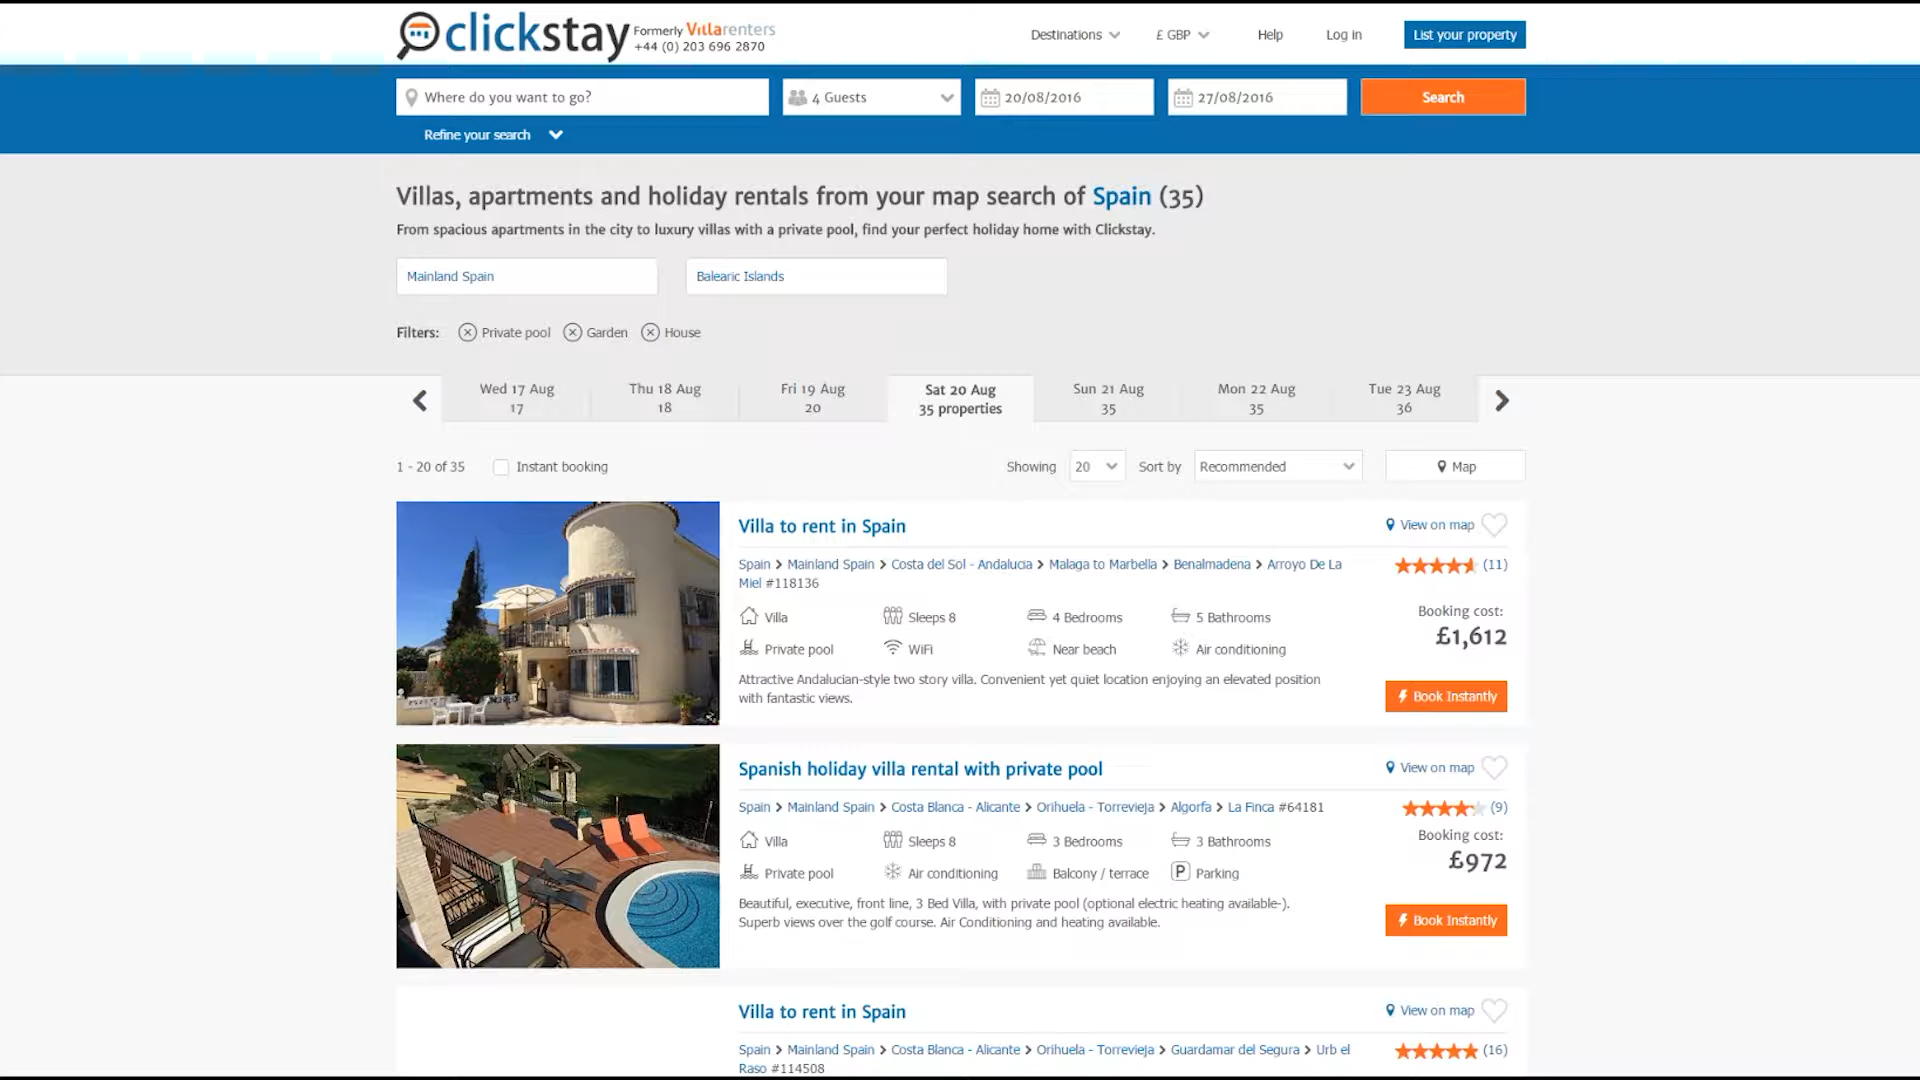 clickstay
Formerly Villarenters
+44 (0) 203 696 2870
Destinations
£ GBP
Help
Log in
List your property
Where do you want to go?
4 Guests
20/08/2016
27/08/2016
Search
Refine your search
Villas, apartments and holiday rentals from your map search of Spain (35)
From spacious apartments in the city to luxury villas with a private pool, find your perfect holiday home with Clickstay.
Mainland Spain
Balearic Islands
Filters: Private pool Garden House
Wed 17 Aug
17
Thu 18 Aug
18
Fri 19 Aug
20
Sat 20 Aug
35 properties
Sun 21 Aug
35
Mon 22 Aug
35
Tue 23 Aug
36
1 - 20 of 35
Instant booking
Showing 20
Sort by Recommended
Map
Villa to rent in Spain
View on map
Spain > Mainland Spain > Costa del Sol - Andalucia > Malaga to Marbella > Benalmadena > Arroyo De La
Miel #118136
(11)
Villa
Sleeps 8
4 Bedrooms
5 Bathrooms
Private pool
WiFi
Near beach
Air conditioning
Booking cost:
£1,612
Attractive Andalucian-style two story villa. Convenient yet quiet location enjoying an elevated position
with fantastic views.
Book Instantly
Spanish holiday villa rental with private pool
View on map
Spain > Mainland Spain > Costa Blanca - Alicante > Orihuela - Torrevieja > Algorfa > La Finca #64181
(9)
Villa
Sleeps 8
3 Bedrooms
3 Bathrooms
Private pool
Air conditioning
Balcony / terrace
P Parking
Booking cost:
£972
Beautiful, executive, front line, 3 Bed Villa, with private pool (optional electric heating available-).
Superb views over the golf course. Air Conditioning and heating available.
Book Instantly
Villa to rent in Spain
View on map
Spain > Mainland Spain > Costa Blanca - Alicante > Orihuela - Torrevieja > Guardamar del Segura > Urb el
Raso #114508
(16)